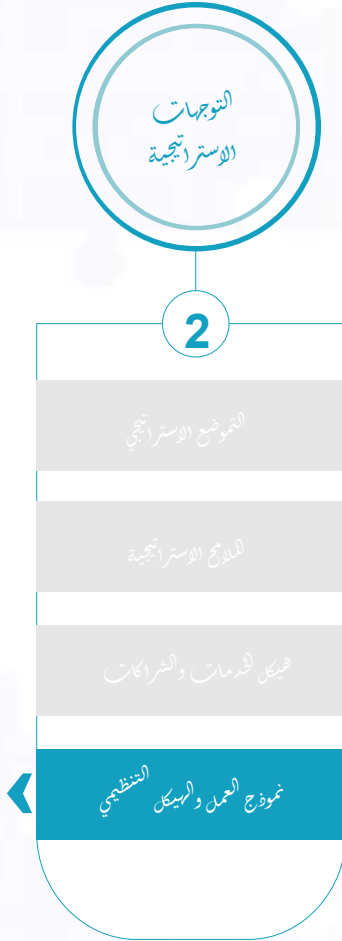 التوجهات
الاستراتيجية
2
التموضع الاستراتيجي
الملامح الاستراتيجية
هيكل الخدمات والشراكات
نموذج العمل والهيكل التنظيمي